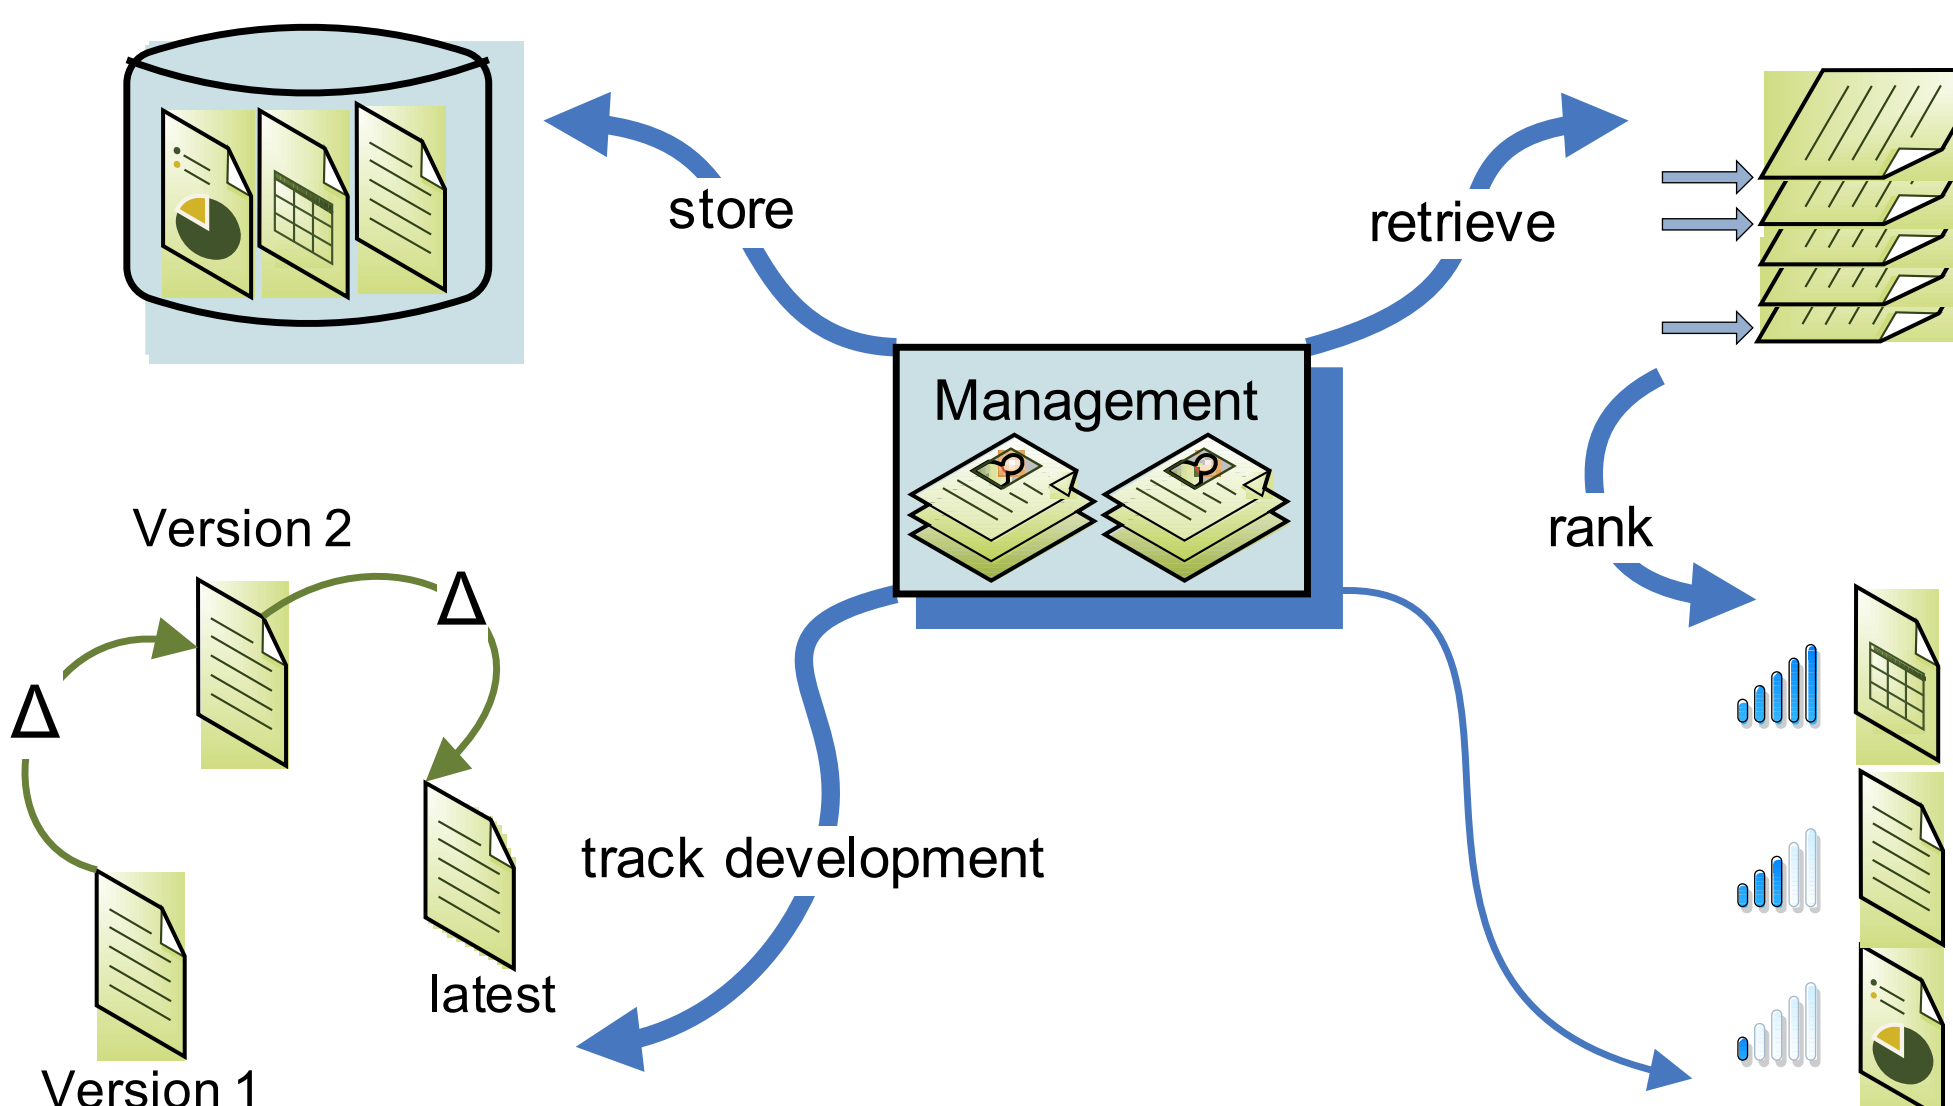 store
retrieve
Management
Version 2
rank
Δ
Δ
track development
latest
Version 1